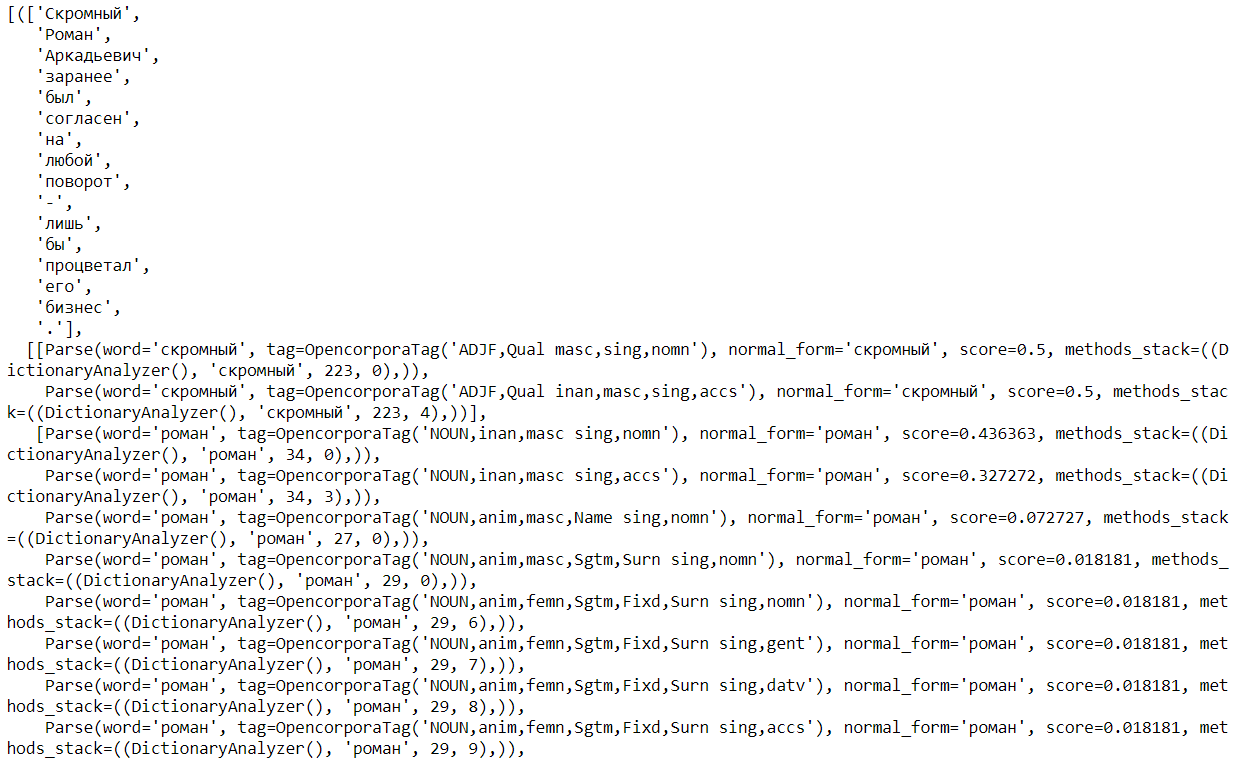 [(['Скромный',
'Роман',
'Аркадьевич',
'заранее',
'был',
'согласен',
'на',
'любой',
'поворот',
'-',
'лишь',
'бы',
'процветал',
'его',
'бизнес',
'.'],
[[Parse(word='скромный', tag=OpencorporaTag('ADJF,Qual masc,sing,nomn'), normal_form='скромный', score=0.5, methods_stack=((D
ictionaryAnalyzer(), 'скромный', 223, 0),)),
Parse(word='скромный', tag=OpencorporaTag('ADJF,Qual inan,masc,sing,accs'), normal_form='скромный', score=0.5, methods_stac
k=((DictionaryAnalyzer(), 'скромный', 223, 4),))],
[Parse(word='роман', tag=OpencorporaTag('NOUN,inan,masc sing,nomn'), normal_form='роман', score=0.436363, methods_stack=((Di
ctionaryAnalyzer(), 'роман', 34, 0),)),
Parse(word='роман', tag=OpencorporaTag('NOUN,inan,masc sing,accs'), normal_form='роман', score=0.327272, methods_stack=((Di
ctionaryAnalyzer(), 'роман', 34, 3),)),
Parse(word='роман', tag=OpencorporaTag('NOUN,anim,masc,Name sing,nomn'), normal_form='роман', score=0.072727, methods_stack
=((DictionaryAnalyzer(), 'роман', 27, 0),)),
Parse(word='роман', tag=OpencorporaTag('NOUN,anim,masc,Sgtm,Surn sing,nomn'), normal_form='роман', score=0.018181, methods_
stack=((DictionaryAnalyzer(), 'роман', 29, 0),)),
Parse(word='роман', tag=OpencorporaTag('NOUN,anim,femn,Sgtm,Fixd,Surn sing,nomn'), normal_form='роман', score=0.018181, met
hods_stack=((DictionaryAnalyzer(), 'роман', 29, 6),)),
Parse(word='роман', tag=OpencorporaTag('NOUN,anim,femn,Sgtm,Fixd,Surn sing,gent'), normal_form='роман', score=0.018181, met
hods_stack=((DictionaryAnalyzer(), 'роман', 29, 7),)),
Parse(word='роман', tag=OpencorporaTag('NOUN,anim,femn,Sgtm,Fixd,Surn sing,datv'), normal_form='роман', score=0.018181, met
hods_stack=((DictionaryAnalyzer(), 'роман', 29, 8),)),
Parse(word='роман', tag=OpencorporaTag('NOUN,anim,femn,Sgtm,Fixd,Surn sing,accs'), normal_form='роман', score=0.018181, met
hods_stack=((DictionaryAnalyzer(), 'роман', 29, 9),)),